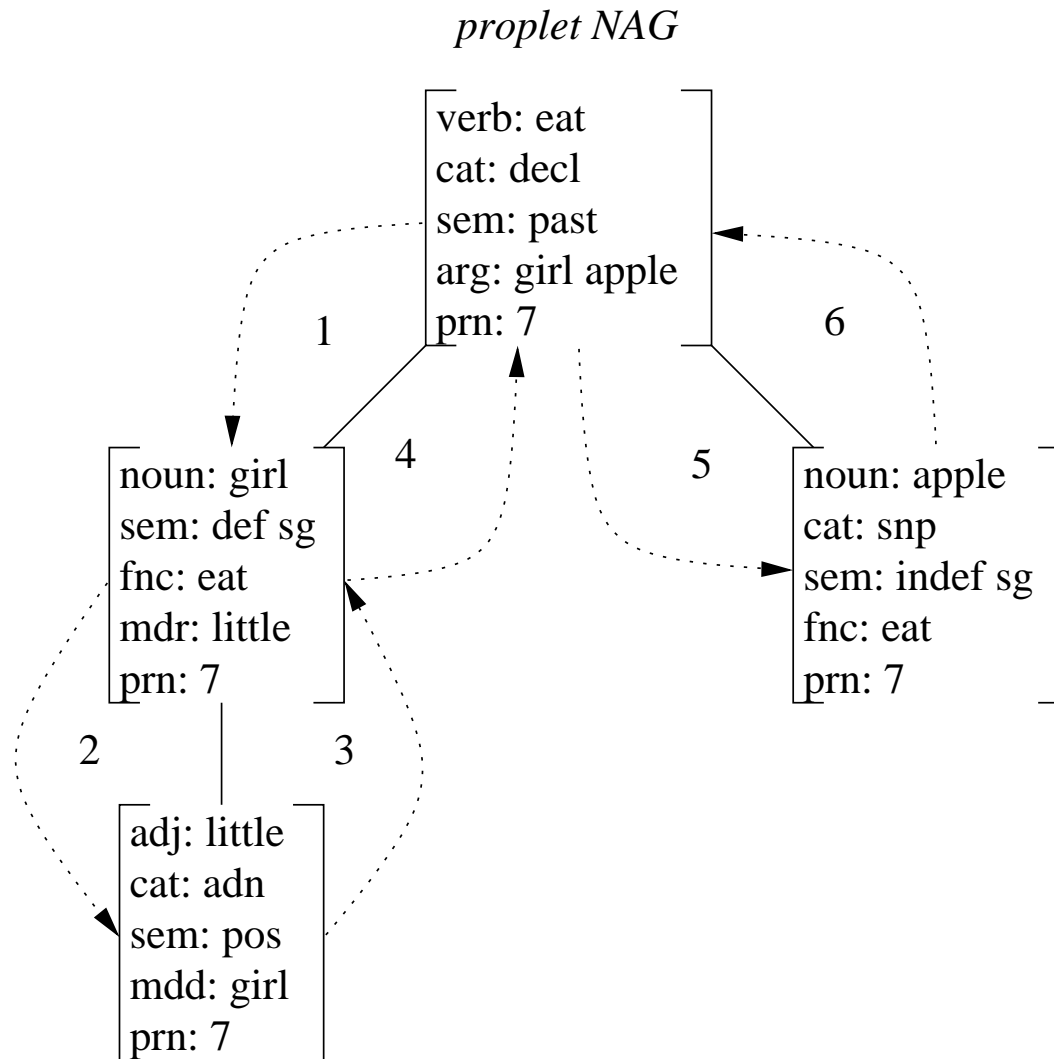 proplet NAG
verb: eat
cat: decl
sem: past
arg: girl apple
prn: 7
1
6
4
5
noun: girl
sem: def sg
fnc: eat
mdr: little
prn: 7
noun: apple
cat: snp
sem: indef sg
fnc: eat
prn: 7
2
3
adj: little
cat: adn
sem: pos
mdd: girl
prn: 7